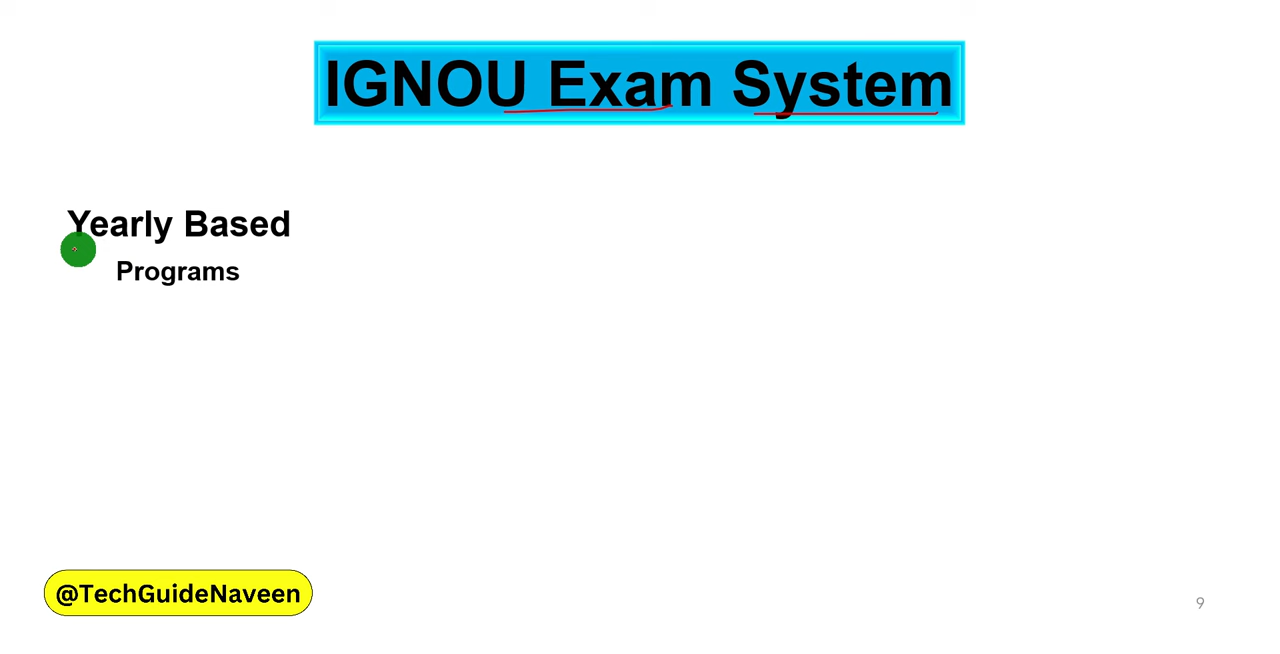 IGNOU Exam System
Yearly Based
Programs
@TechGuideNaveen
9